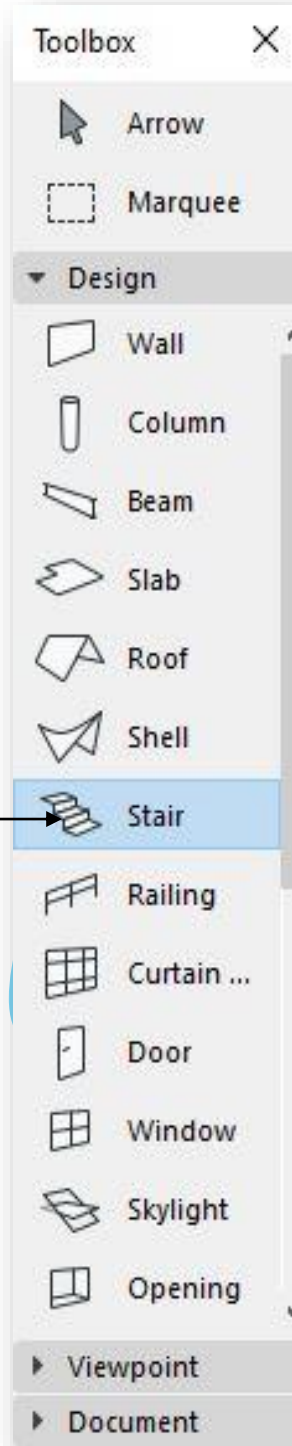 Toolbox
Arrow
Marquee
Design
Wall
Column
Beam
Slab
Roof
Shell
Stair
Railing
Curtain ...
Door
Window
Skylight
Opening
Viewpoint
Document